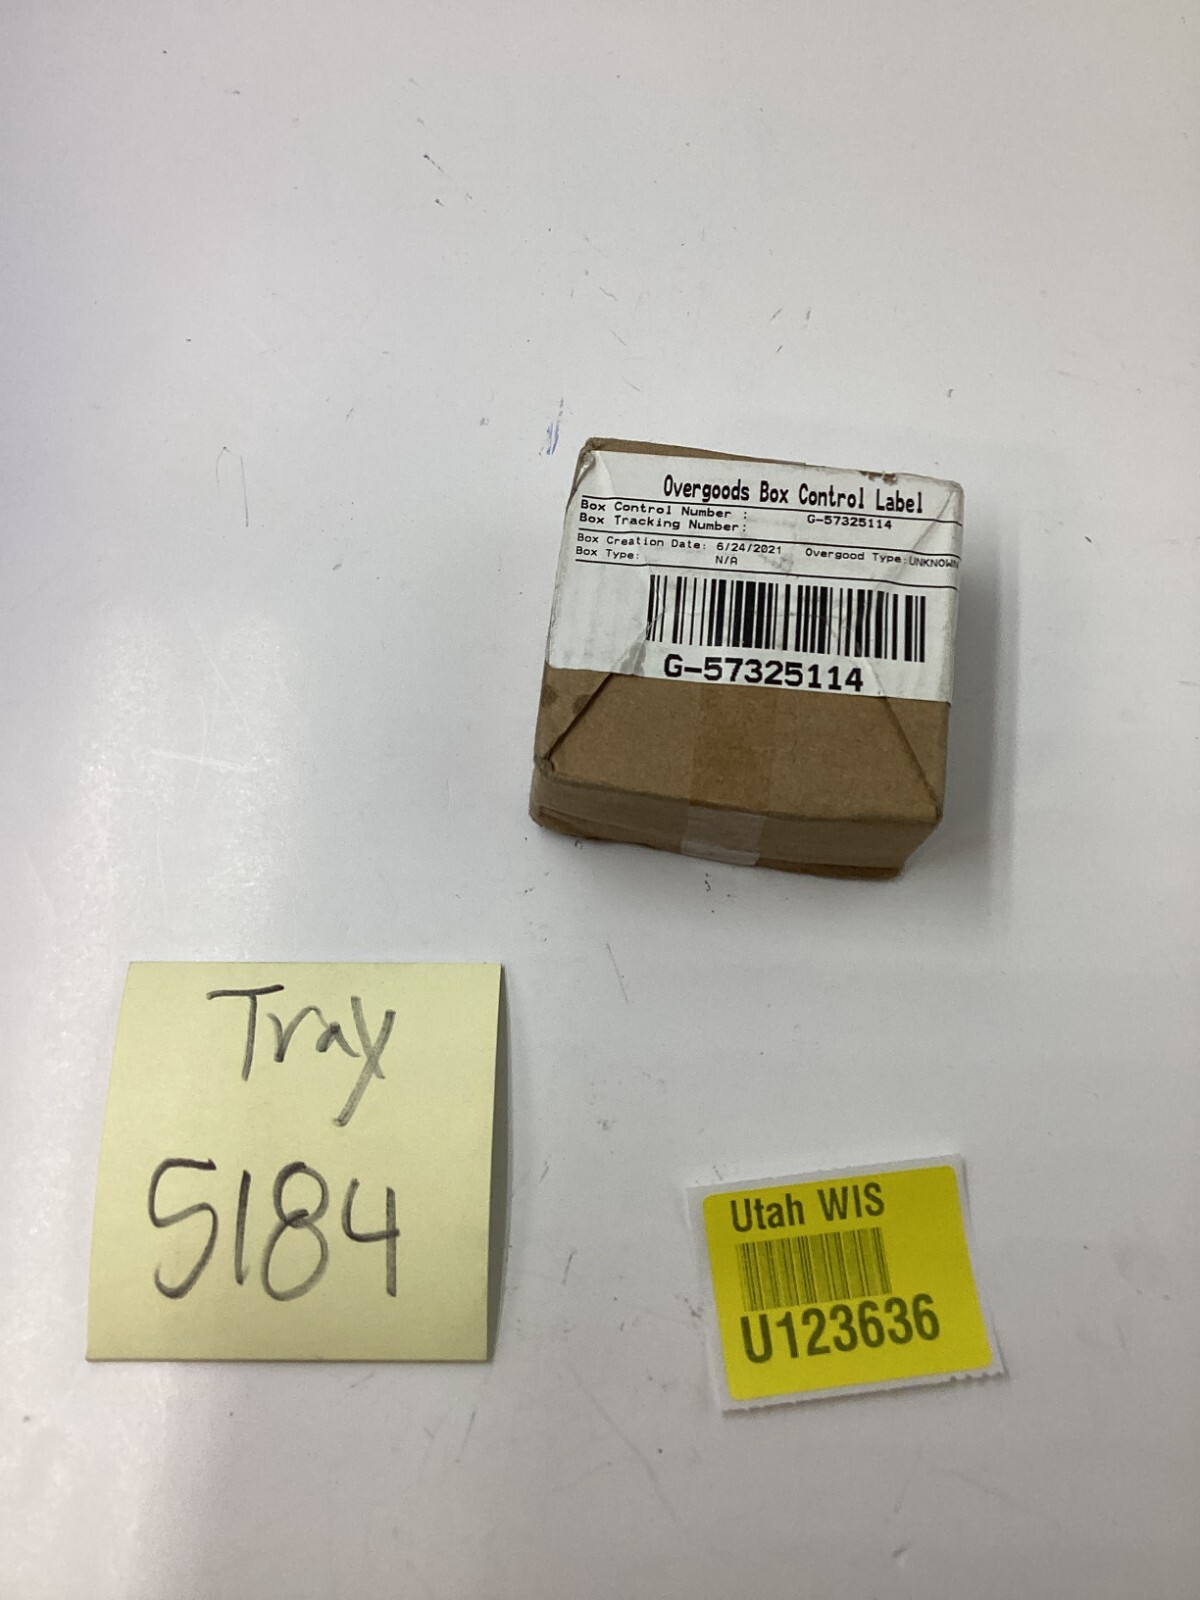 Overgoods Box Control Label
Box Control Number : G-57325114
Box Tracking Number:
Box Creation Date: 6/24/2021 Overgood Type:UNKNOWN
Box Type: N/A
G-57325114
Tray
5184
Utah WIS
U123636